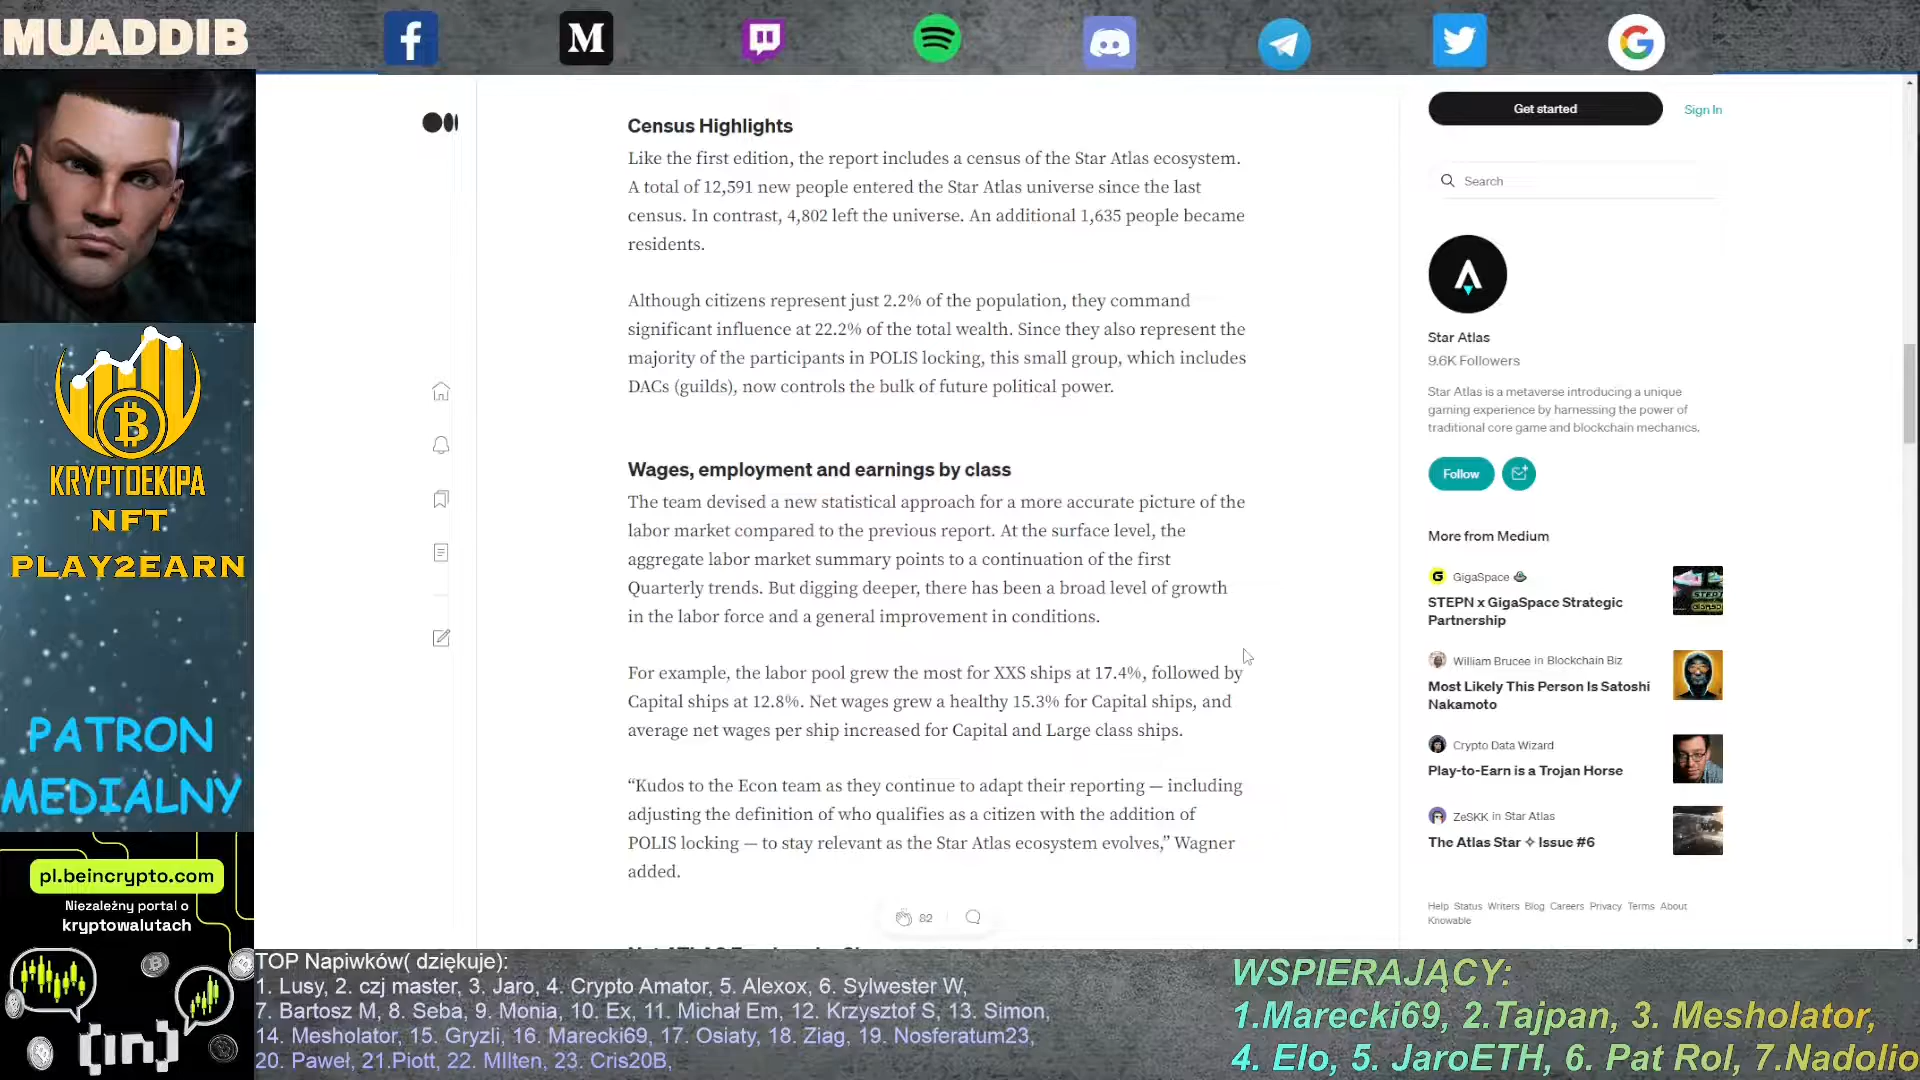 MUADDIB
Census Highlights
Like the first edition, the report includes a census of the Star Atlas ecosystem.
A total of 12,591 new people entered the Star Atlas universe since the last
census. In contrast, 4,802 left the universe. An additional 1,635 people became
residents.
Although citizens represent just 2.2% of the population, they command
significant influence at 22.2% of the total wealth. Since they also represent the
majority of the participants in POLIS locking, this small group, which includes
DACs (guilds), now controls the bulk of future political power.
Wages, employment and earnings by class
The team devised a new statistical approach for a more accurate picture of the
labor market compared to the previous report. At the surface level, the
aggregate labor market summary points to a continuation of the first
Quarterly trends. But digging deeper, there has been a broad level of growth
in the labor force and a general improvement in conditions.
For example, the labor pool grew the most for XXS ships at 17.4%, followed by
Capital ships at 12.8%. Net wages grew a healthy 15.3% for Capital ships, and
average net wages per ship increased for Capital and Large class ships.
“Kudos to the Econ team as they continue to adapt their reporting — including
adjusting the definition of who qualifies as a citizen with the addition of
POLIS locking — to stay relevant as the Star Atlas ecosystem evolves,” Wagner
added.
82
Get started
Sign In
Search
Star Atlas
9.6K Followers
Star Atlas is a metaverse introducing a unique
gaming experience by harnessing the power of
traditional core game and blockchain mechanics.
Follow
More from Medium
GigaSpace
STEPN x GigaSpace Strategic
Partnership
William Brucee in Blockchain Biz
Most Likely This Person Is Satoshi
Nakamoto
Crypto Data Wizard
Play-to-Earn is a Trojan Horse
ZeSKK in Star Atlas
The Atlas Star ✧ Issue #6
Help Status Writers Blog Careers Privacy Terms About
Knowable
KRYPTOEKIPA
NFT
PLAY2EARN
PATRON
MEDIALNY
pl.beincrypto.com
Niezależny portal o
kryptowalutach
[in]
TOP Napiwków( dziękuje):
1. Lusy, 2. czj master, 3. Jaro, 4. Crypto Amator, 5. Alexox, 6. Sylwester W,
7. Bartosz M, 8. Seba, 9. Monia, 10. Ex, 11. Michał Em, 12. Krzysztof S, 13. Simon,
14. Mesholator, 15. Gryzli, 16. Marecki69, 17. Osiaty, 18. Ziag, 19. Nosferatum23,
20. Paweł, 21.Piott, 22. MIlten, 23. Cris20B,
WSPIERAJĄCY:
1.Marecki69, 2.Tajpan, 3. Mesholator,
4. Elo, 5. JaroETH, 6. Pat Rol, 7.Nadolio